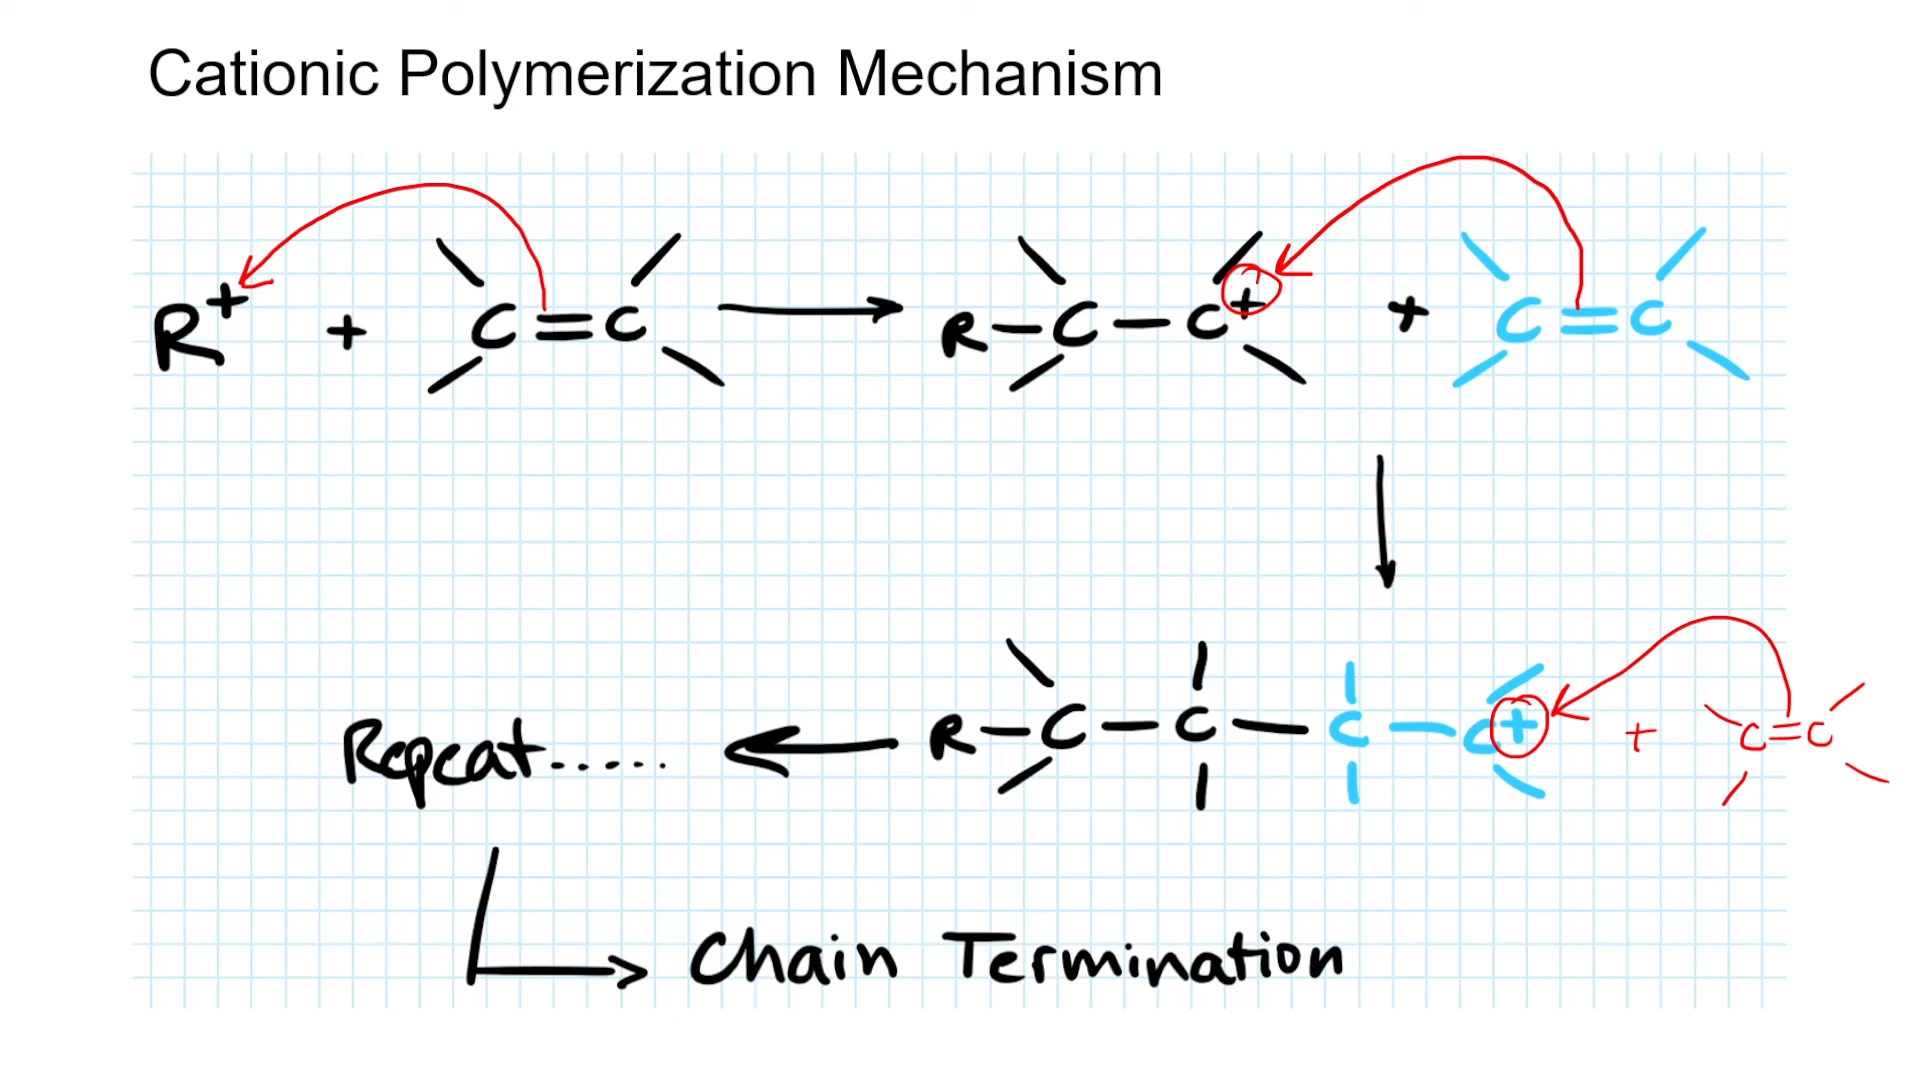 Cationic Polymerization Mechanism
R+ + C=C → R-C-C+ + C=C
R-C-C-C-C+ + C=C
Repeat......
Chain Termination